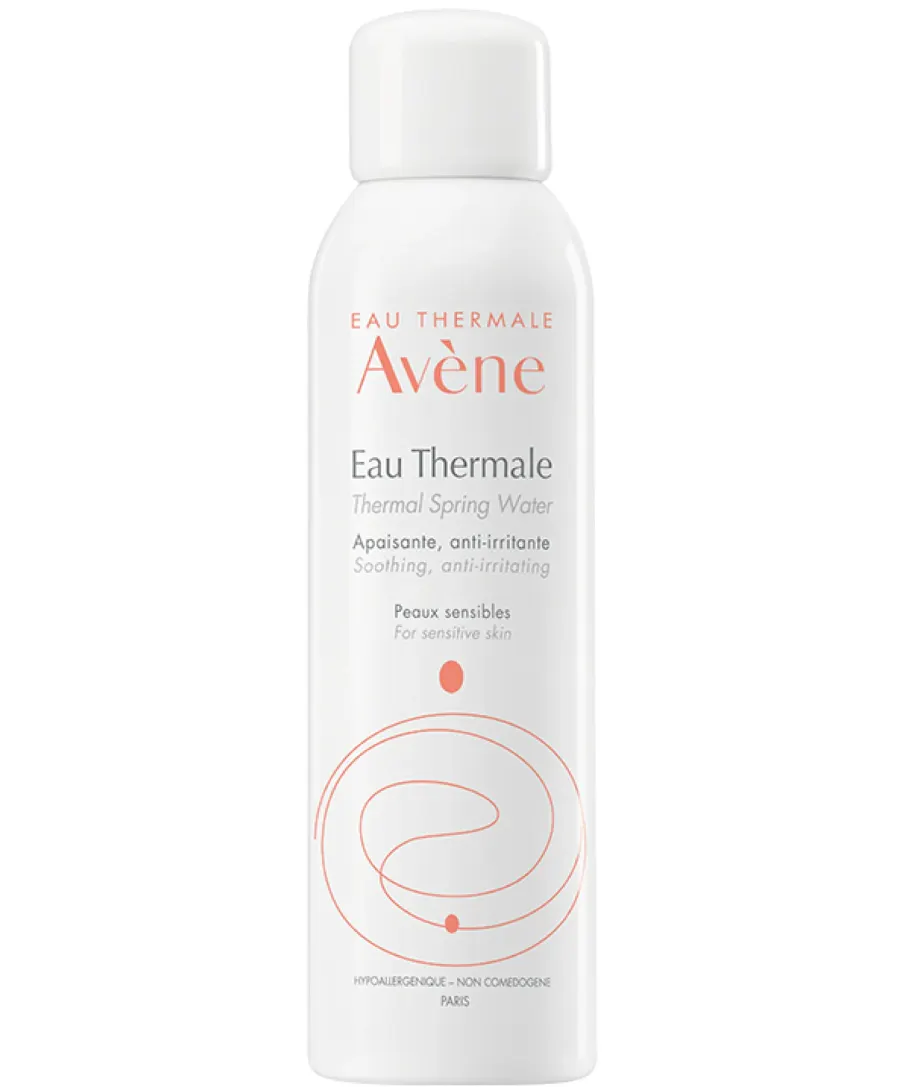 EAU THERMALE
Avène
Eau Thermale
Thermal Spring Water
Apaisante, anti-irritante
Soothing, anti-irritating
Peaux sensibles
For sensitive skin
HYPOALLERGENIQUE – NON COMEDOGENE
PARIS